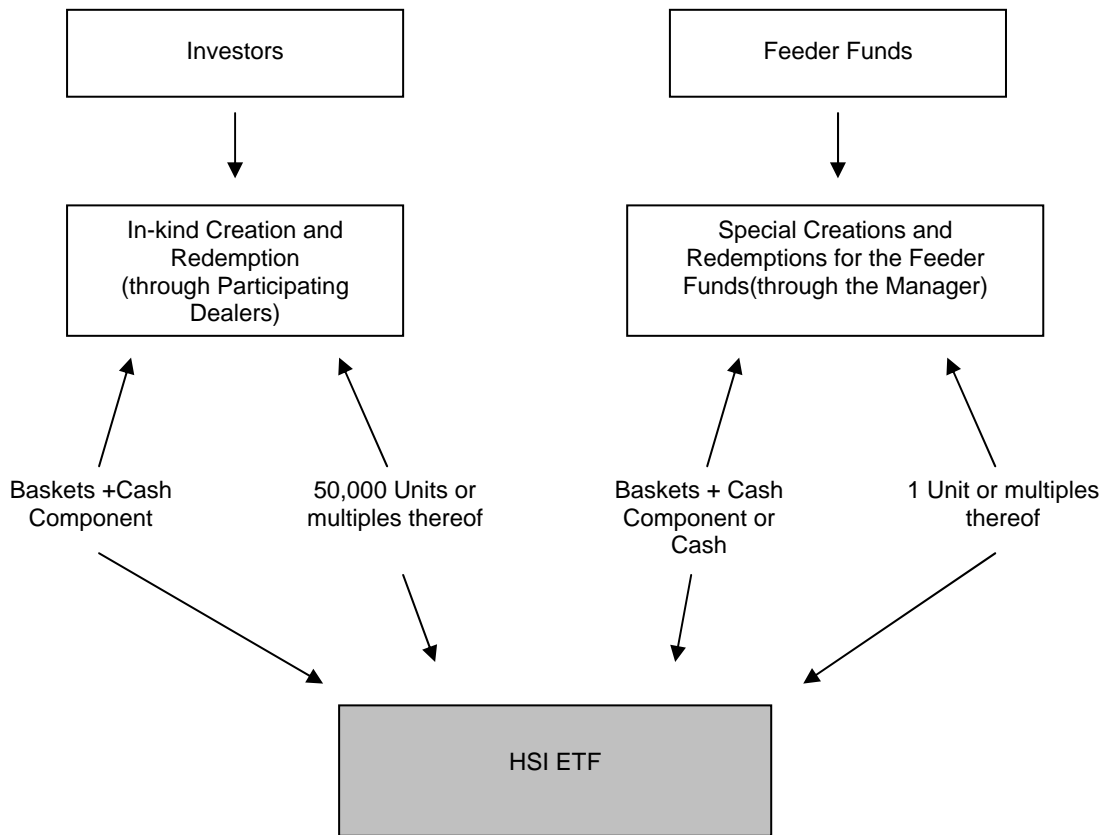 Investors
Feeder Funds
In-kind Creation and
Redemption
(through Participating
Dealers)
Special Creations and
Redemptions for the Feeder
Funds(through the Manager)
Baskets +Cash
Component
50,000 Units or
multiples thereof
Baskets + Cash
Component or
Cash
1 Unit or multiples
thereof
HSI ETF